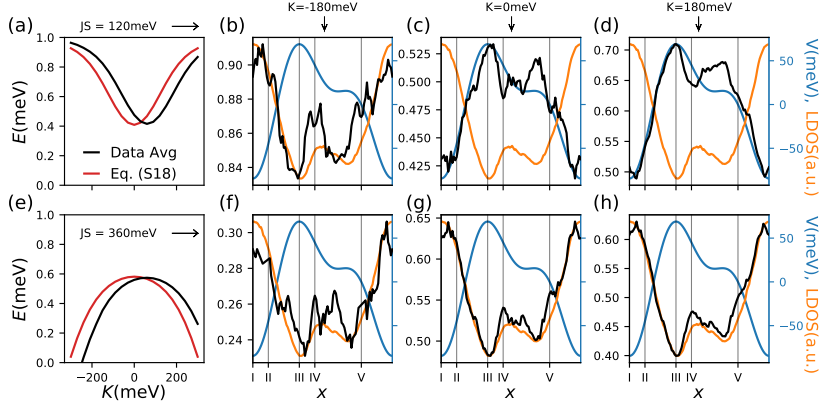 K=-180meV K=0meV K=180meV
(a) JS = 120meV (b) (c) (d)
E(meV)
1.0
0.8
0.6
0.4
0.2
0.0
Data Avg
Eq. (S18)
0.90
0.88
0.86
0.84
0.525
0.500
0.475
0.450
0.425
0.70
0.65
0.60
0.55
0.50
50
0
−50
V(meV), LDOS(a.u.)
(e) JS = 360meV (f) (g) (h)
E(meV)
1.0
0.8
0.6
0.4
0.2
0.0
−200 0 200
K(meV)
0.30
0.28
0.26
0.24
I II III IV V
x
0.65
0.60
0.55
0.50
I II III IV V
x
0.60
0.55
0.50
0.45
0.40
I II III IV V
x
50
0
−50
V(meV), LDOS(a.u.)